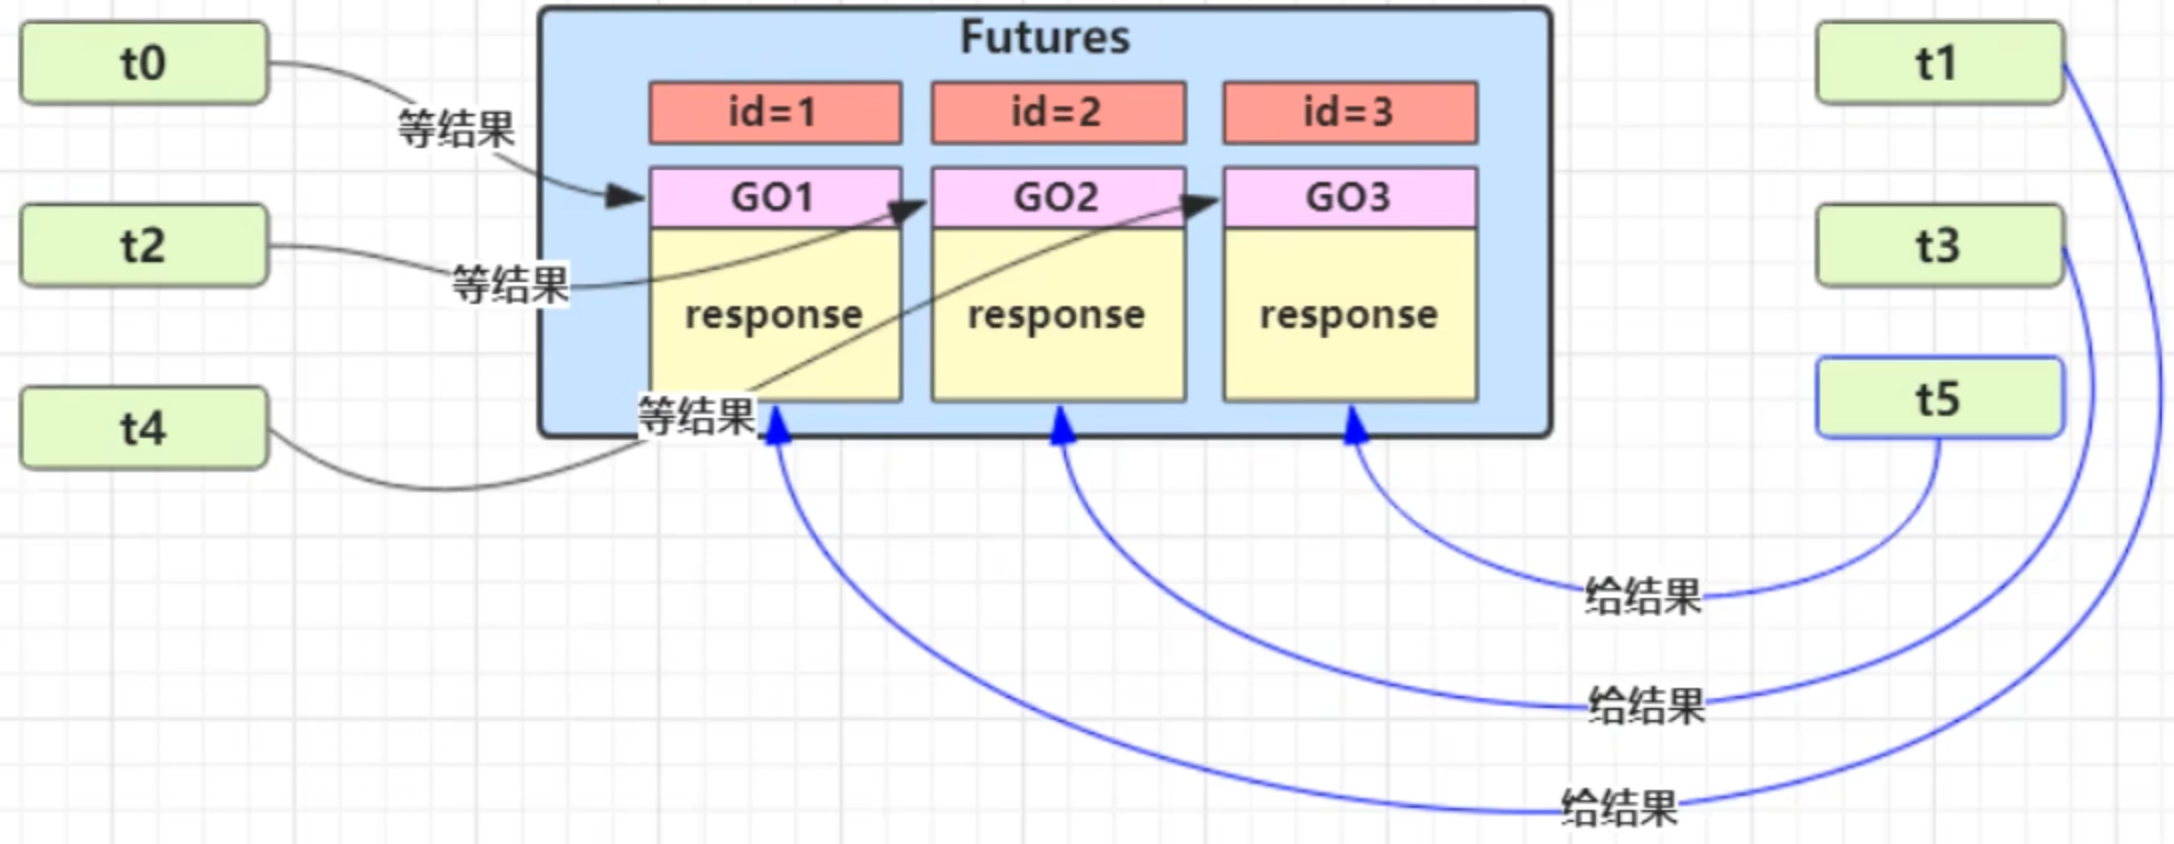 Futures
t0
t1
id=1
id=2
id=3
等结果
GO1
GO2
GO3
t2
t3
等结果
response
response
response
t4
t5
等结果
给结果
给结果
给结果